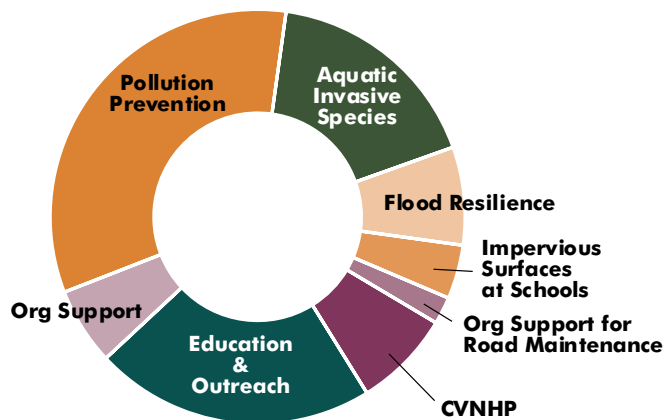 Pollution
Prevention
Aquatic
Invasive
Species
Flood Resilience
Impervious
Surfaces
at Schools
Org Support for
Road Maintenance
CVNHP
Education
&
Outreach
Org Support